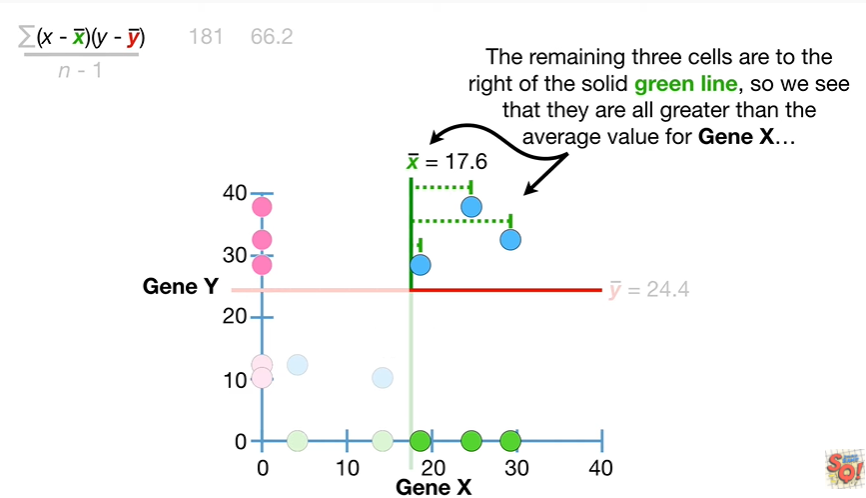 ∑(x - x̅)(y - y̅) 181 66.2
n - 1
The remaining three cells are to the
right of the solid green line, so we see
that they are all greater than the
average value for Gene X...
x̅ = 17.6
40
30
Gene Y
y̅ = 24.4
20
10
0
0 10 20 30 40
Gene X
SQ!